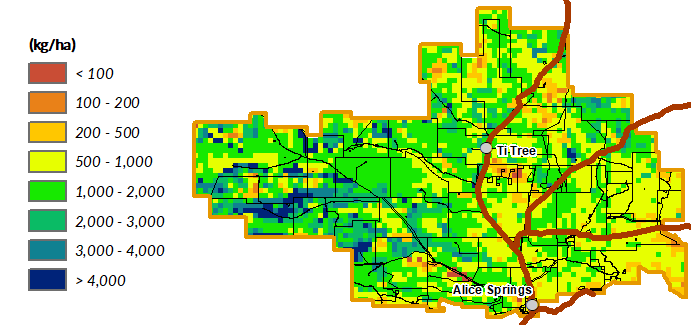 (kg/ha)
< 100
100 - 200
200 - 500
500 - 1,000
1,000 - 2,000
2,000 - 3,000
3,000 - 4,000
> 4,000
Ti Tree
Alice Springs